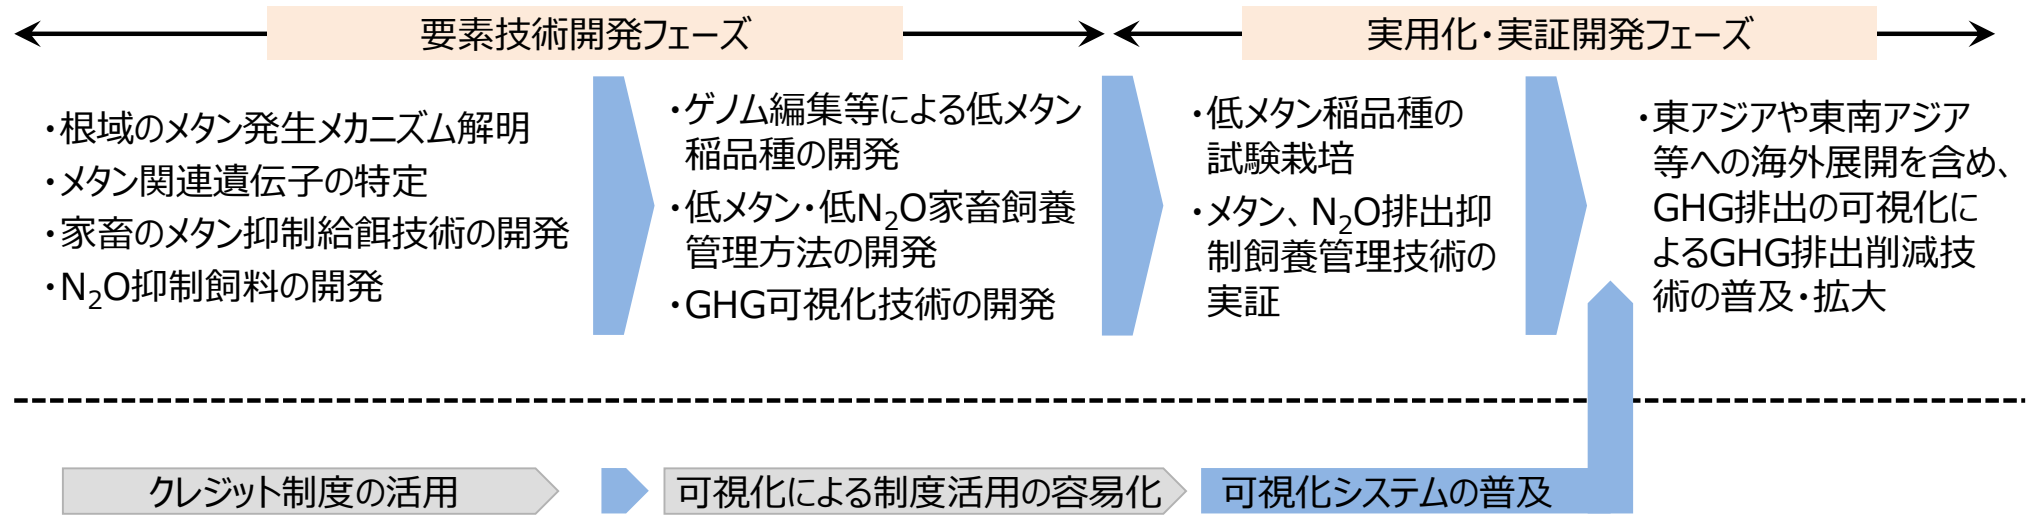 要素技術開発フェーズ
実用化・実証開発フェーズ
・根域のメタン発生メカニズム解明
・メタン関連遺伝子の特定
・家畜のメタン抑制給餌技術の開発
・N₂O抑制飼料の開発
・ゲノム編集等による低メタン
稲品種の開発
・低メタン・低N₂O家畜飼養
管理方法の開発
・GHG可視化技術の開発
・低メタン稲品種の
試験栽培
・メタン、N₂O排出抑
制飼養管理技術の
実証
・東アジアや東南アジア
等への海外展開を含め、
GHG排出の可視化に
よるGHG排出削減技
術の普及・拡大
クレジット制度の活用
可視化による制度活用の容易化
可視化システムの普及